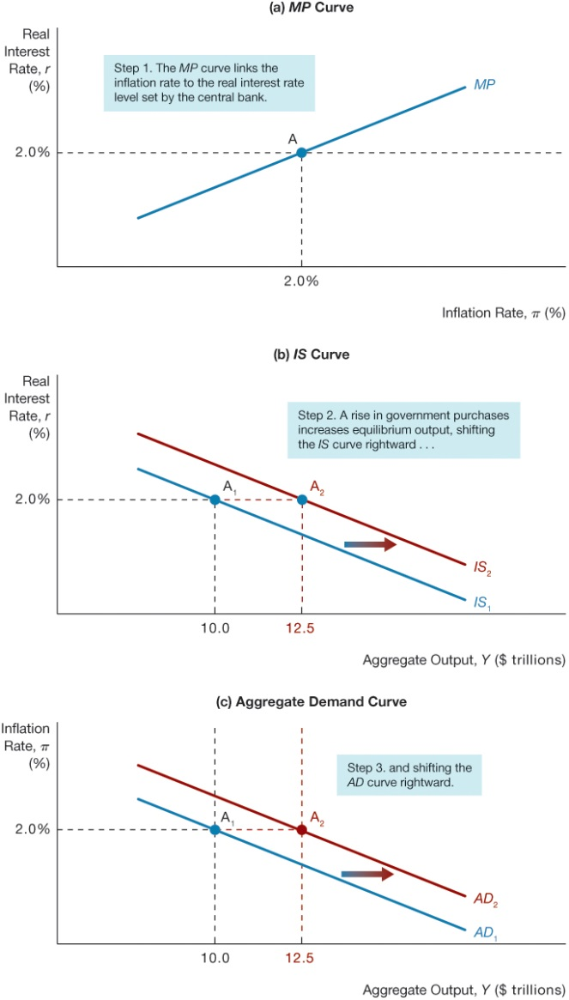 (a) MP Curve
Real
Interest
Rate, r
(%)
Step 1. The MP curve links the
inflation rate to the real interest rate
level set by the central bank.
MP
A
2.0%
2.0%
Inflation Rate, π (%)
(b) IS Curve
Real
Interest
Rate, r
(%)
Step 2. A rise in government purchases
increases equilibrium output, shifting
the IS curve rightward . . .
A₁
A₂
2.0%
IS₂
IS₁
10.0
12.5
Aggregate Output, Y ($ trillions)
(c) Aggregate Demand Curve
Inflation
Rate, π
(%)
Step 3. and shifting the
AD curve rightward.
A₁
A₂
2.0%
AD₂
AD₁
10.0
12.5
Aggregate Output, Y ($ trillions)